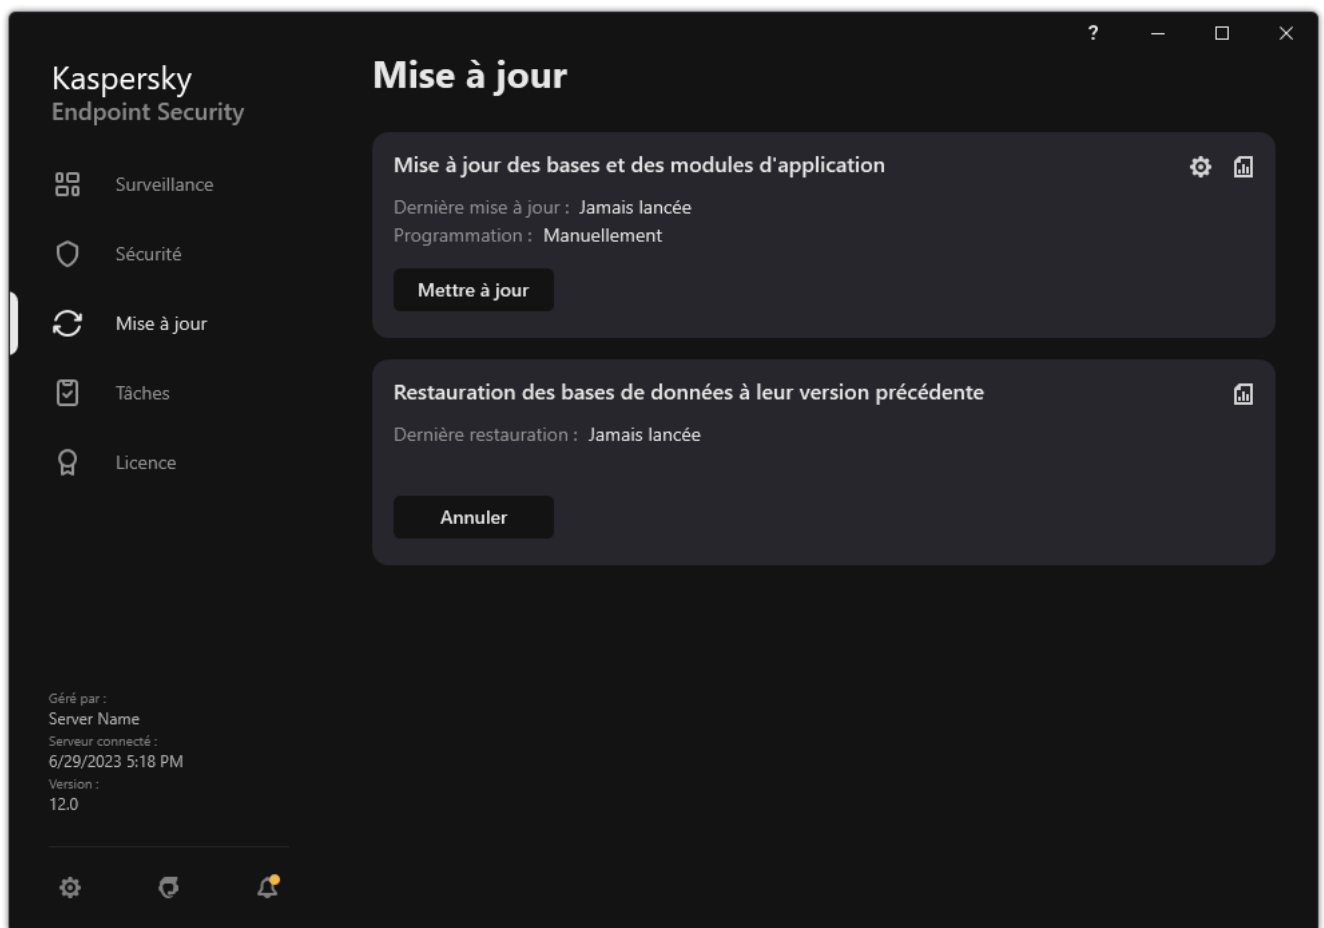 ?
Kaspersky
Endpoint Security
Surveillance
Sécurité
Mise à jour
Tâches
Licence
Géré par :
Server Name
Serveur connecté :
6/29/2023 5:18 PM
Version :
12.0
Mise à jour
Mise à jour des bases et des modules d'application
Dernière mise à jour : Jamais lancée
Programmation : Manuellement
Mettre à jour
Restauration des bases de données à leur version précédente
Dernière restauration : Jamais lancée
Annuler